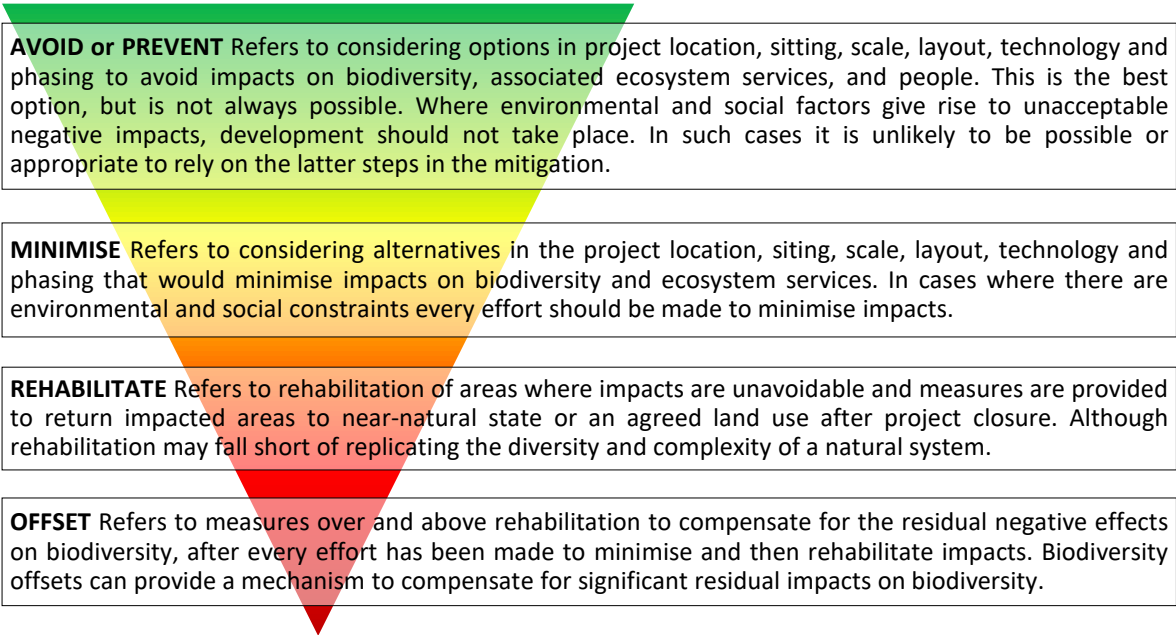 AVOID or PREVENT Refers to considering options in project location, sitting, scale, layout, technology and
phasing to avoid impacts on biodiversity, associated ecosystem services, and people. This is the best
option, but is not always possible. Where environmental and social factors give rise to unacceptable
negative impacts, development should not take place. In such cases it is unlikely to be possible or
appropriate to rely on the latter steps in the mitigation.
MINIMISE Refers to considering alternatives in the project location, siting, scale, layout, technology and
phasing that would minimise impacts on biodiversity and ecosystem services. In cases where there are
environmental and social constraints every effort should be made to minimise impacts.
REHABILITATE Refers to rehabilitation of areas where impacts are unavoidable and measures are provided
to return impacted areas to near-natural state or an agreed land use after project closure. Although
rehabilitation may fall short of replicating the diversity and complexity of a natural system.
OFFSET Refers to measures over and above rehabilitation to compensate for the residual negative effects
on biodiversity, after every effort has been made to minimise and then rehabilitate impacts. Biodiversity
offsets can provide a mechanism to compensate for significant residual impacts on biodiversity.